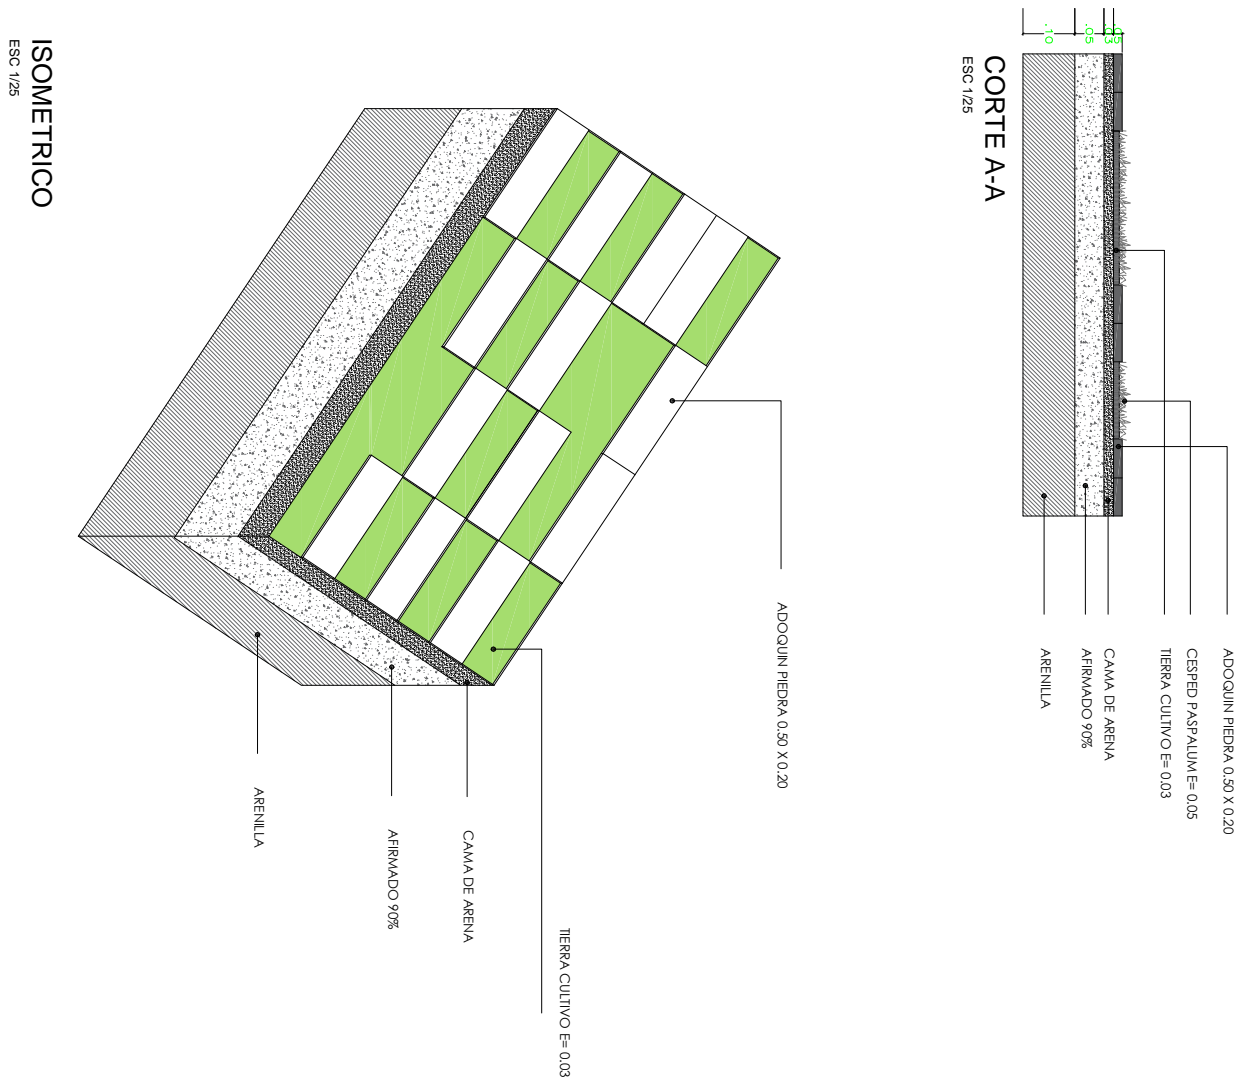 ADOQUIN PIEDRA 0.50 X 0.20
CESPED PASPALUM E= 0.05
TIERRA CULTIVO E= 0.03
CAMA DE ARENA
AFIRMADO 90%
ARENILLA
.05
.03
.05
.10
CORTE A-A
ESC 1/25
ADOQUIN PIEDRA 0.50 X 0.20
TIERRA CULTIVO E= 0.03
CAMA DE ARENA
AFIRMADO 90%
ARENILLA
ISOMETRICO
ESC 1/25